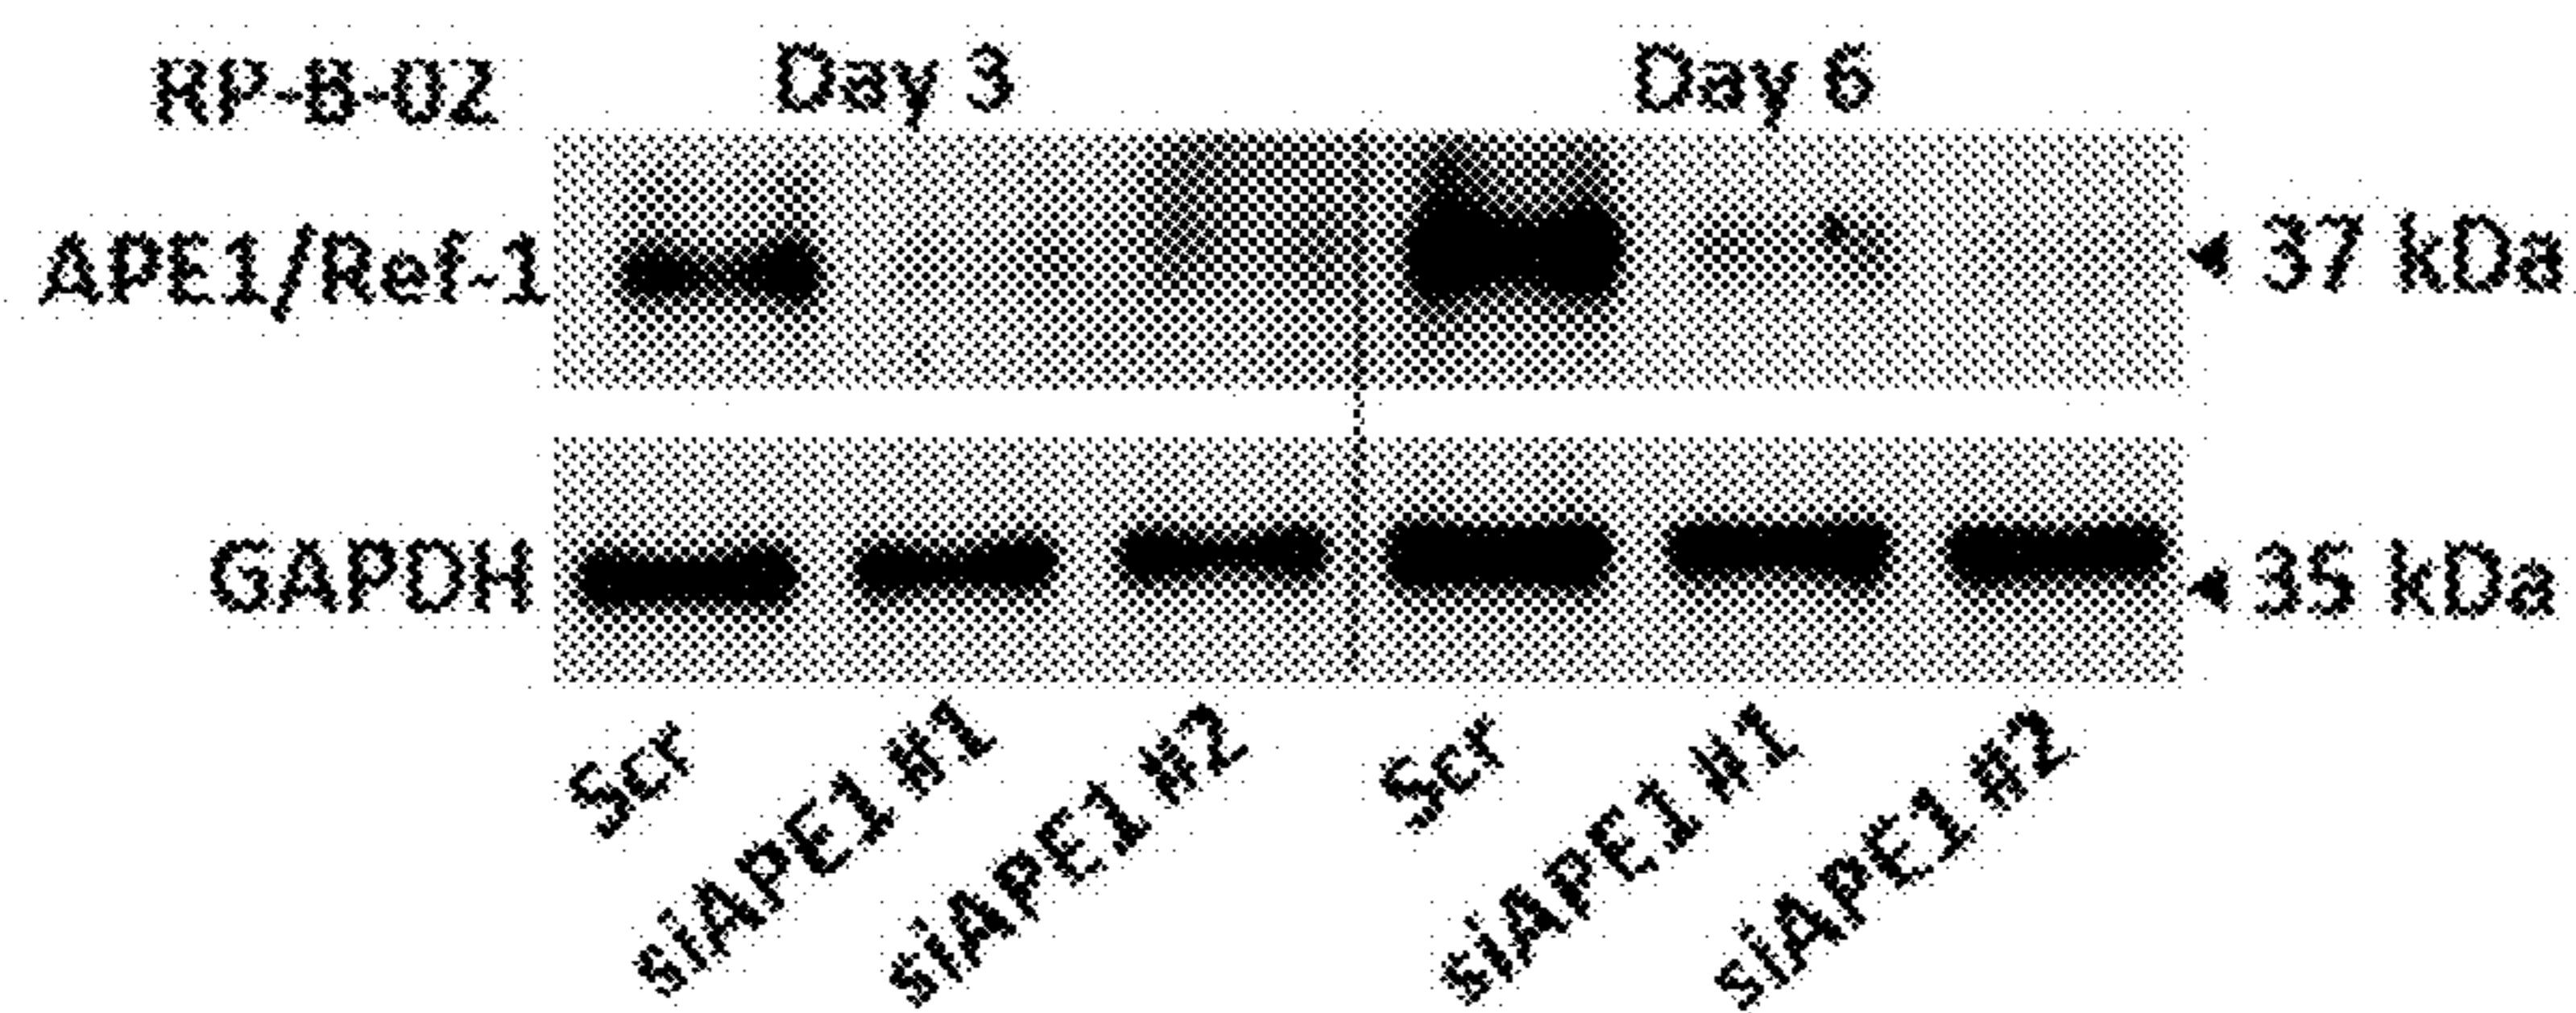 RP-B-02 Day 3 Day 6
APE1/Ref-1 ◄ 37 kDa
GAPDH ◄ 35 kDa
Scr siAPE1 #1 siAPE1 #2 Scr siAPE1 #1 siAPE1 #2